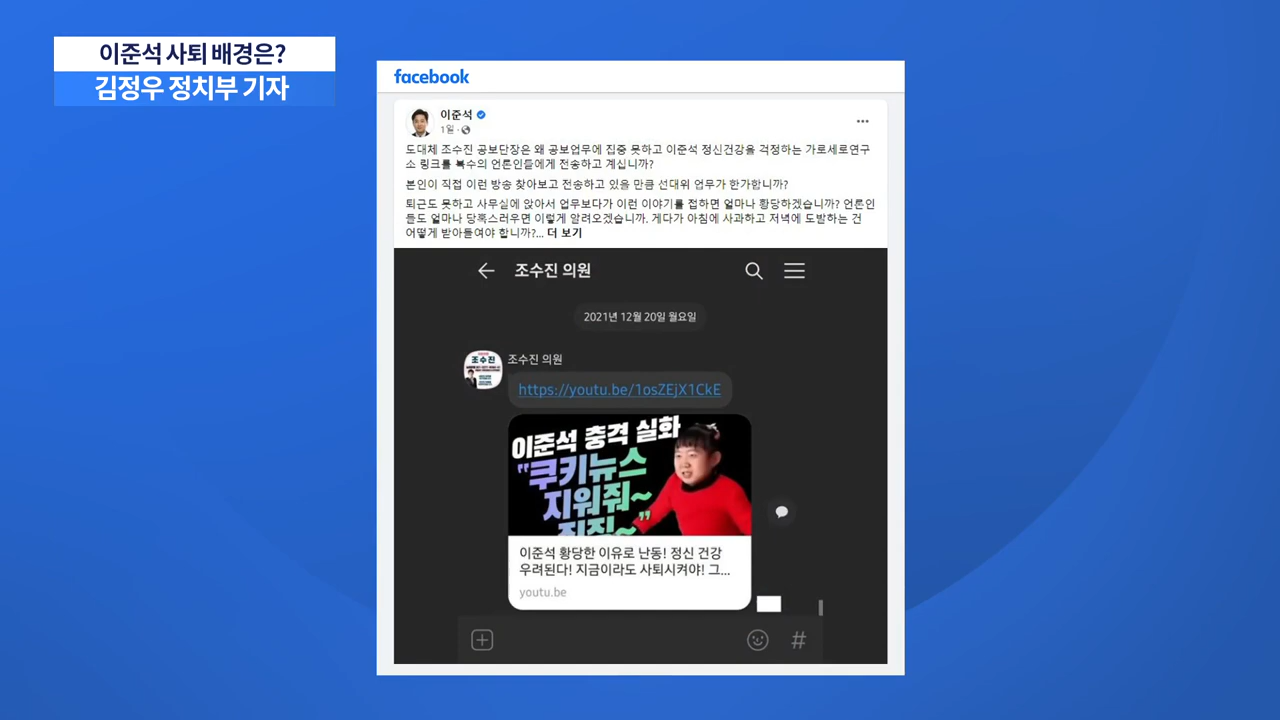 이준석 사퇴 배경은?
김정우 정치부 기자
facebook
이준석
1일 ·
도대체 조수진 공보단장은 왜 공보업무에 집중 못하고 이준석 정신건강을 걱정하는 가로세로연구
소 링크를 복수의 언론인들에게 전송하고 계십니까?
본인이 직접 이런 방송 찾아보고 전송하고 있을 만큼 선대위 업무가 한가합니까?
퇴근도 못하고 사무실에 앉아서 업무보다가 이런 이야기를 접하면 얼마나 황당하겠습니까? 언론인
들도 얼마나 당혹스러우면 이렇게 알려오겠습니까. 게다가 아침에 사과하고 저녁에 도발하는 건
어떻게 받아들여야 합니까?... 더 보기
조수진 의원
2021년 12월 20일 월요일
조수진
조수진 의원
https://youtu.be/1osZEjX1CkE
이준석 충격 실화
"쿠키뉴스
지워줘~
징징~"
이준석 황당한 이유로 난동! 정신 건강
우려된다! 지금이라도 사퇴시켜야! 그...
youtu.be
#